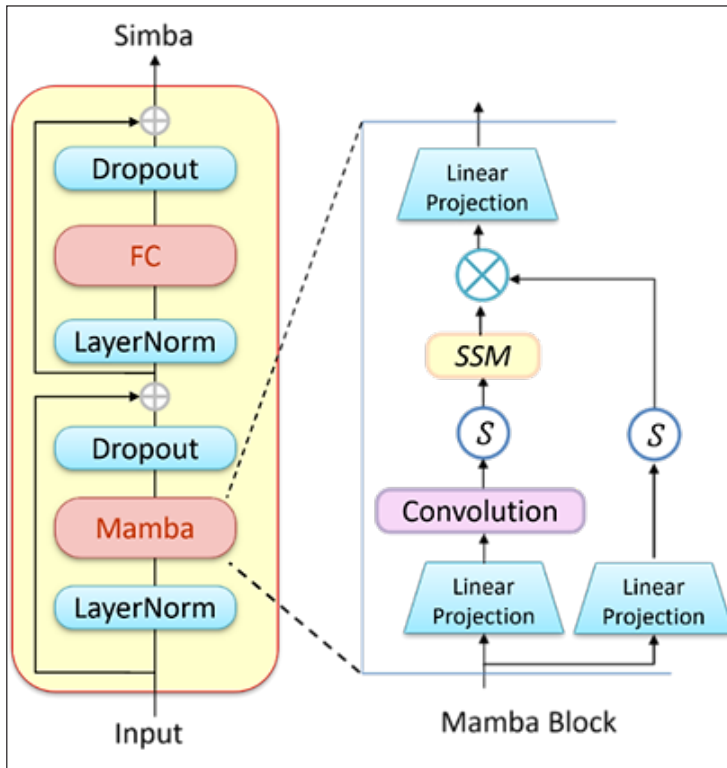 Simba
Dropout
FC
LayerNorm
Dropout
Mamba
LayerNorm
Input
Linear
Projection
SSM
S
S
Convolution
Linear
Projection
Linear
Projection
Mamba Block